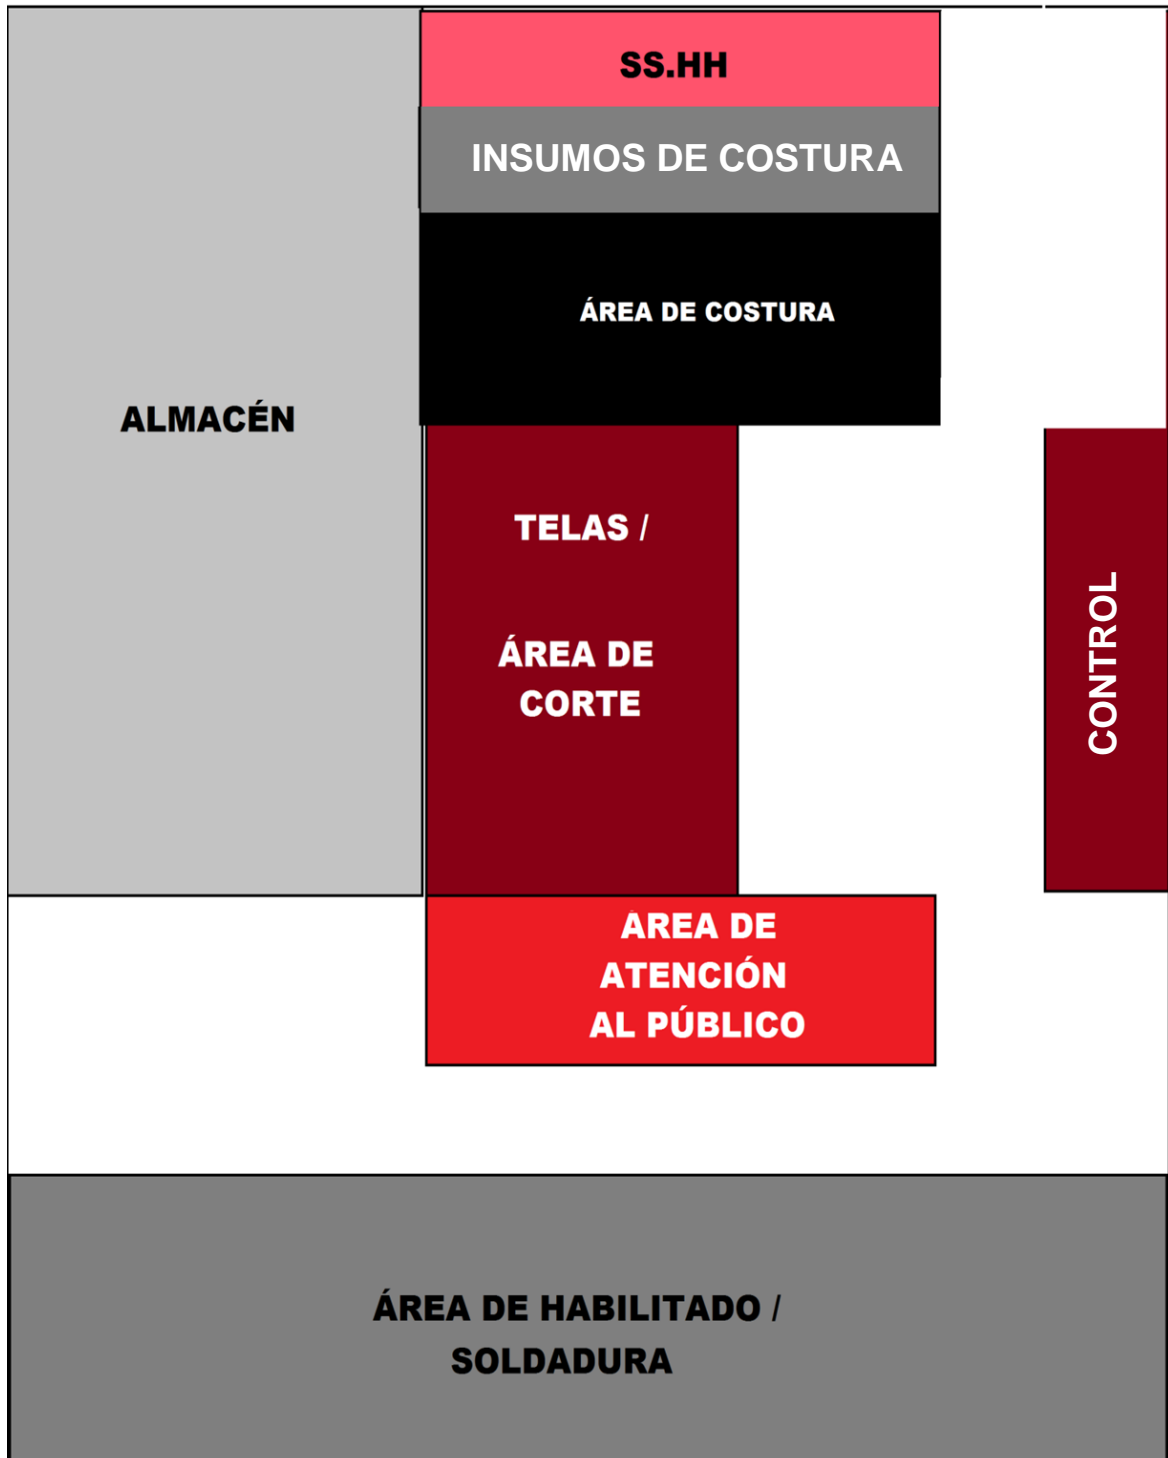 SS.HH
INSUMOS DE COSTURA
ÁREA DE COSTURA
ALMACÉN
TELAS /
ÁREA DE
CORTE
CONTROL
ÁREA DE
ATENCIÓN
AL PÚBLICO
ÁREA DE HABILITADO /
SOLDADURA